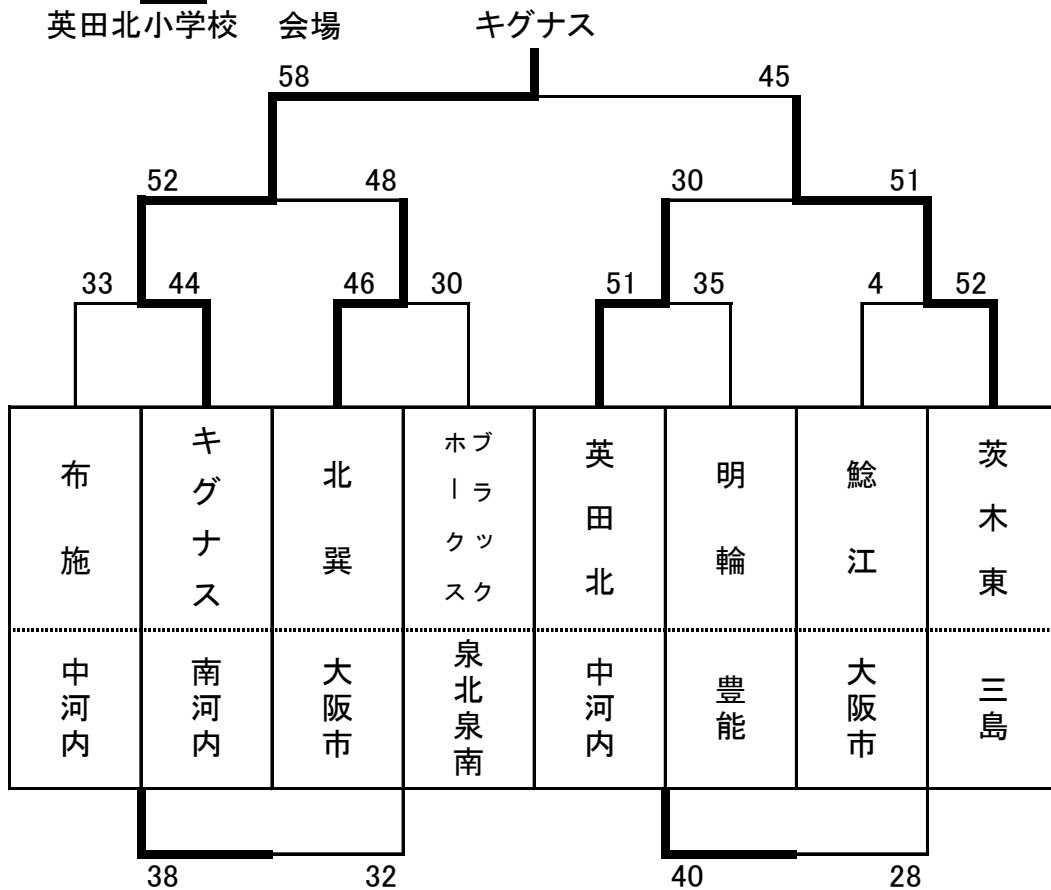 英田北小学校 会場 キグナス
58 45
52 48 30 51
33 44 46 30 51 35 4 52
布施
キグナス
北巽
ブラック
ホークス
英田北
明輪
鯰江
茨木東
中河内
南河内
大阪市
泉北泉南
中河内
豊能
大阪市
三島
38 32 40 28